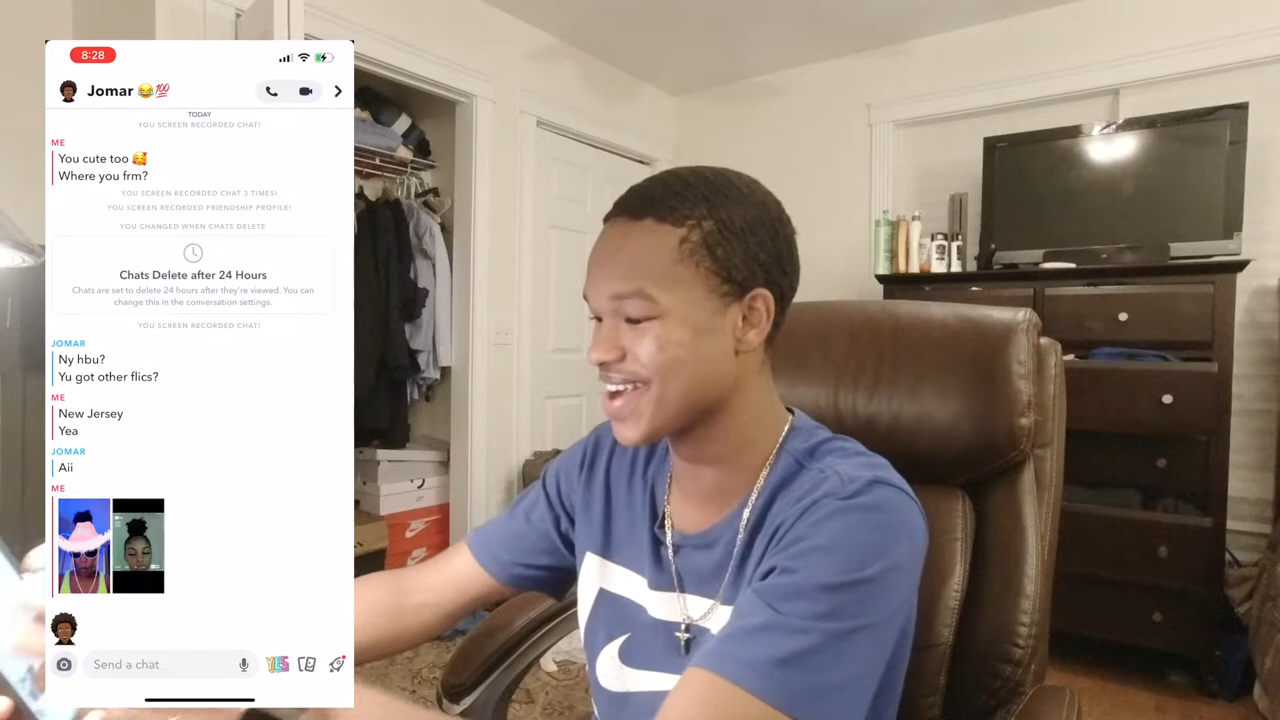 8:28
Jomar 😂💯
TODAY
YOU SCREEN RECORDED CHAT!
ME
You cute too 🥰
Where you frm?
YOU SCREEN RECORDED CHAT 3 TIMES!
YOU SCREEN RECORDED FRIENDSHIP PROFILE!
YOU CHANGED WHEN CHATS DELETE
Chats Delete after 24 Hours
Chats are set to delete 24 hours after they're viewed. You can
change this in the conversation settings.
YOU SCREEN RECORDED CHAT!
JOMAR
Ny hbu?
Yu got other flics?
ME
New Jersey
Yea
JOMAR
Aii
ME
Send a chat
YES